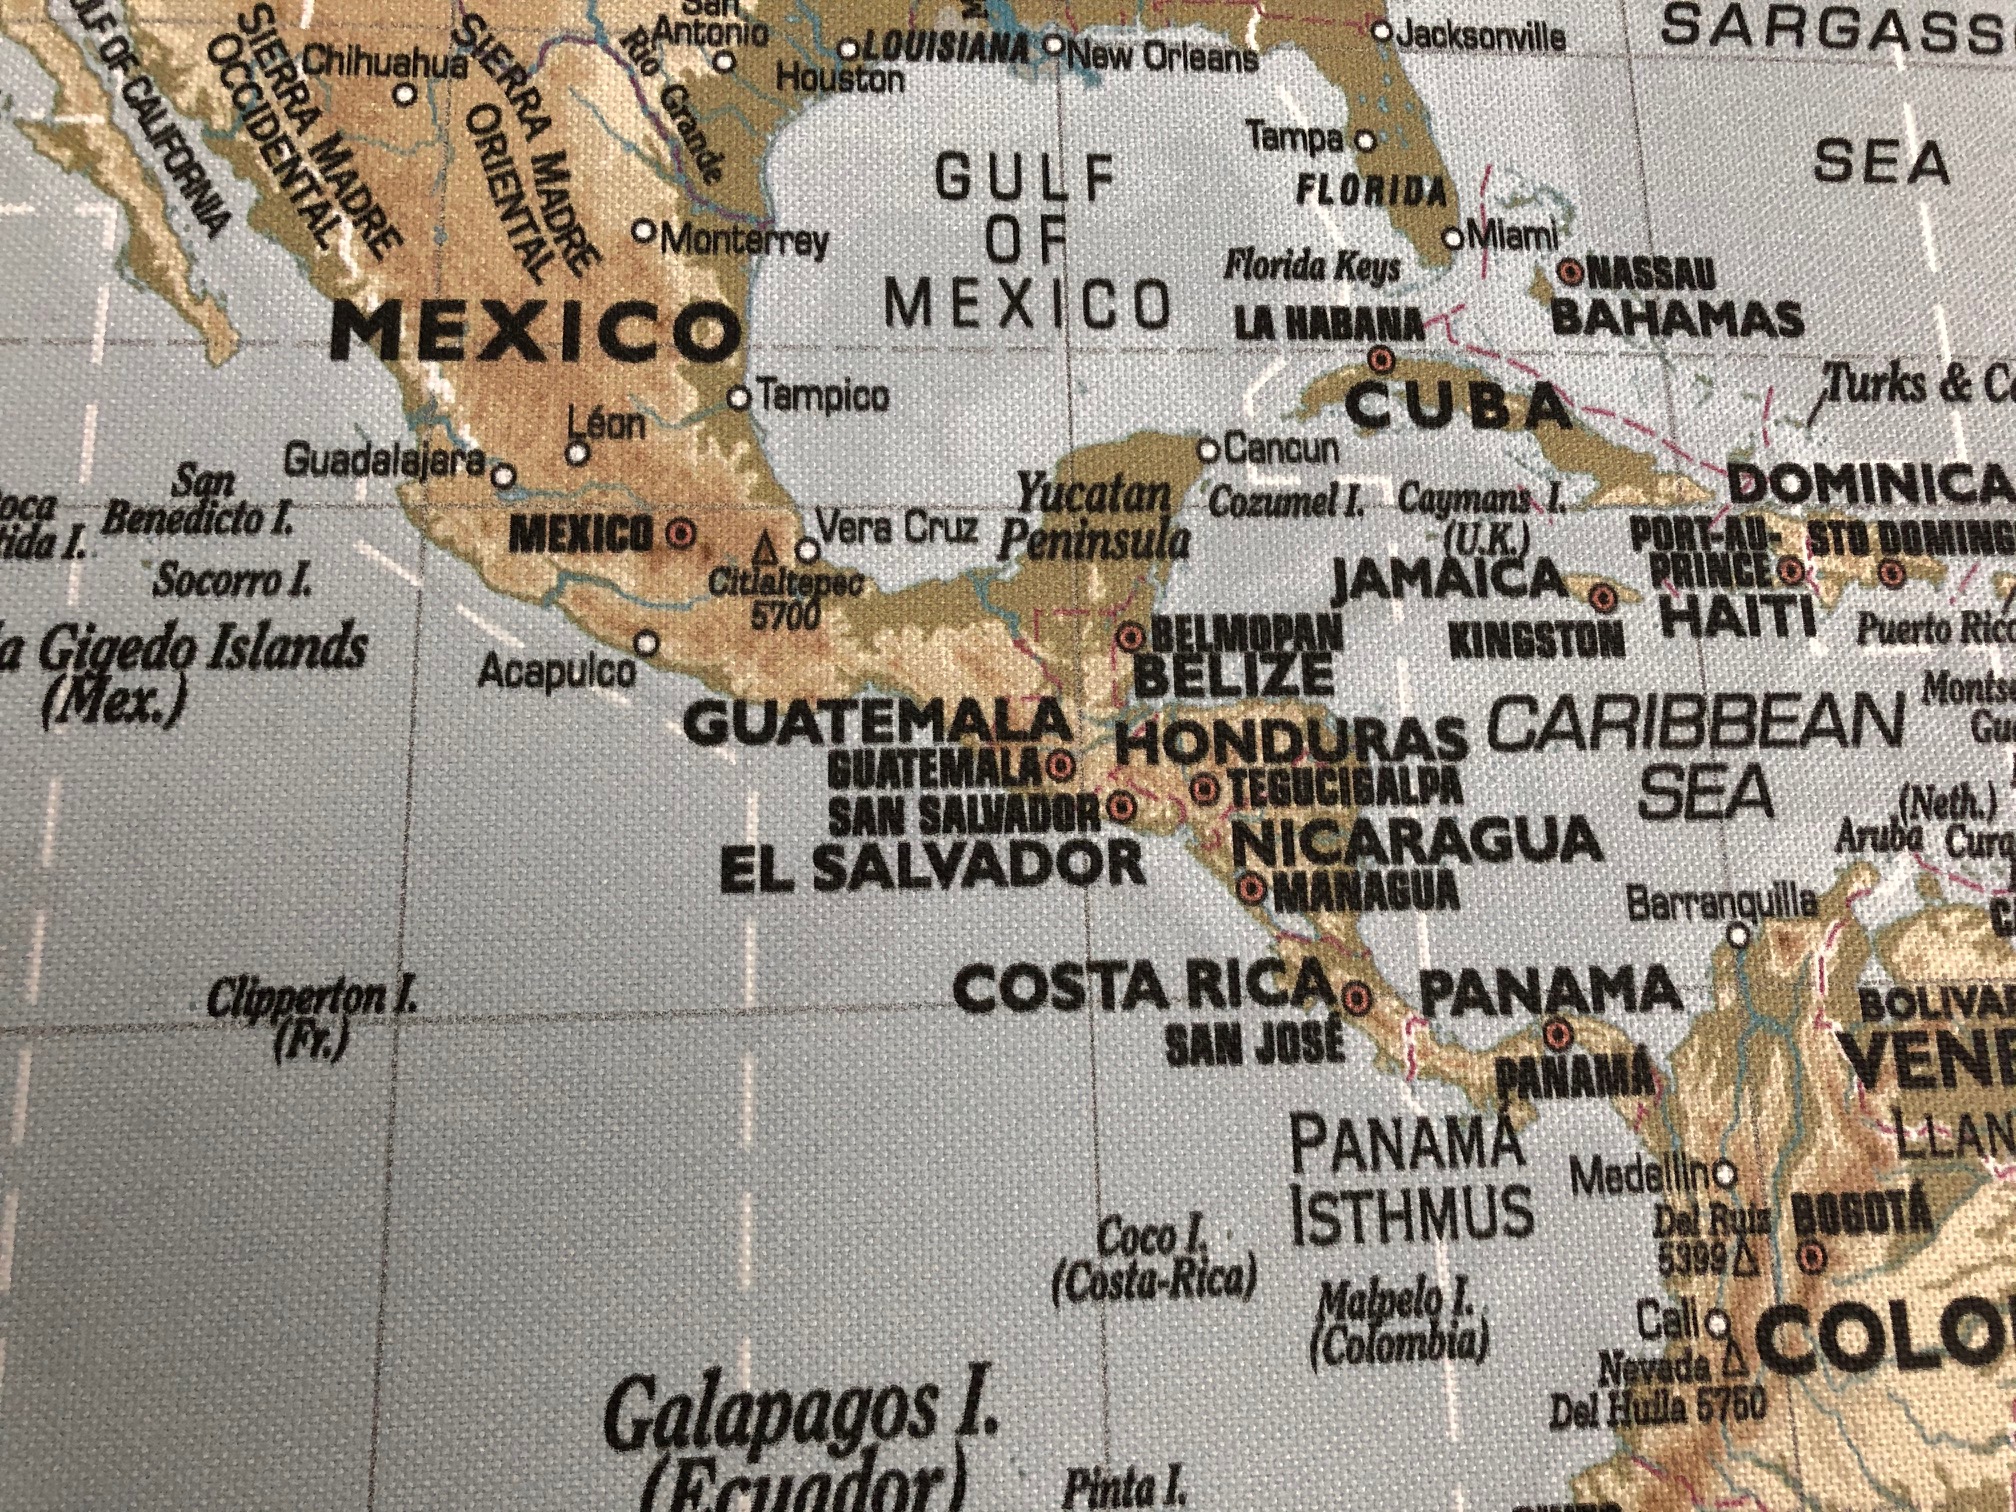 SARGASS
SEA
San
Antonio
Houston
LOUISIANA
New Orleans
Jacksonville
Chihuahua
SIERRA MADRE
OCCIDENTAL
SIERRA MADRE
ORIENTAL
Rio Grande
OF CALIFORNIA
Tampa
FLORIDA
Miami
Florida Keys
GULF
OF
MEXICO
Monterrey
NASSAU
BAHAMAS
LA HABANA
CUBA
MEXICO
Tampico
Léon
Guadalajara
Turks & C
Cancun
Cozumel I.
Caymans I.
(U.K.)
Yucatan
Peninsula
DOMINICA
San
Benedicto I.
oca
tida I.
Socorro I.
MEXICO
Vera Cruz
Citlaltepec
5700
PORT-AU-
PRINCE
STO DOMING
HAITI
JAMAICA
KINGSTON
Puerto Ric
a Gigedo Islands
(Mex.)
Acapulco
BELMOPAN
BELIZE
GUATEMALA
GUATEMALA
SAN SALVADOR
EL SALVADOR
HONDURAS
TEGUCIGALPA
NICARAGUA
MANAGUA
CARIBBEAN
SEA
Monts
Gu
(Neth.)
Aruba
Cura
Barranquilla
Clipperton I.
(Fr.)
COSTA RICA
SAN JOSÉ
PANAMA
PANAMA
BOLIVA
VENE
LLAN
PANAMA
ISTHMUS
Medellin
Del Ruis
5399
BOGOTÁ
Coco I.
(Costa-Rica)
Malpelo I.
(Colombia)
Cali
COLO
Nevada
Del Huila 5750
Galapagos I.
(Ecuador)
Pinta I.